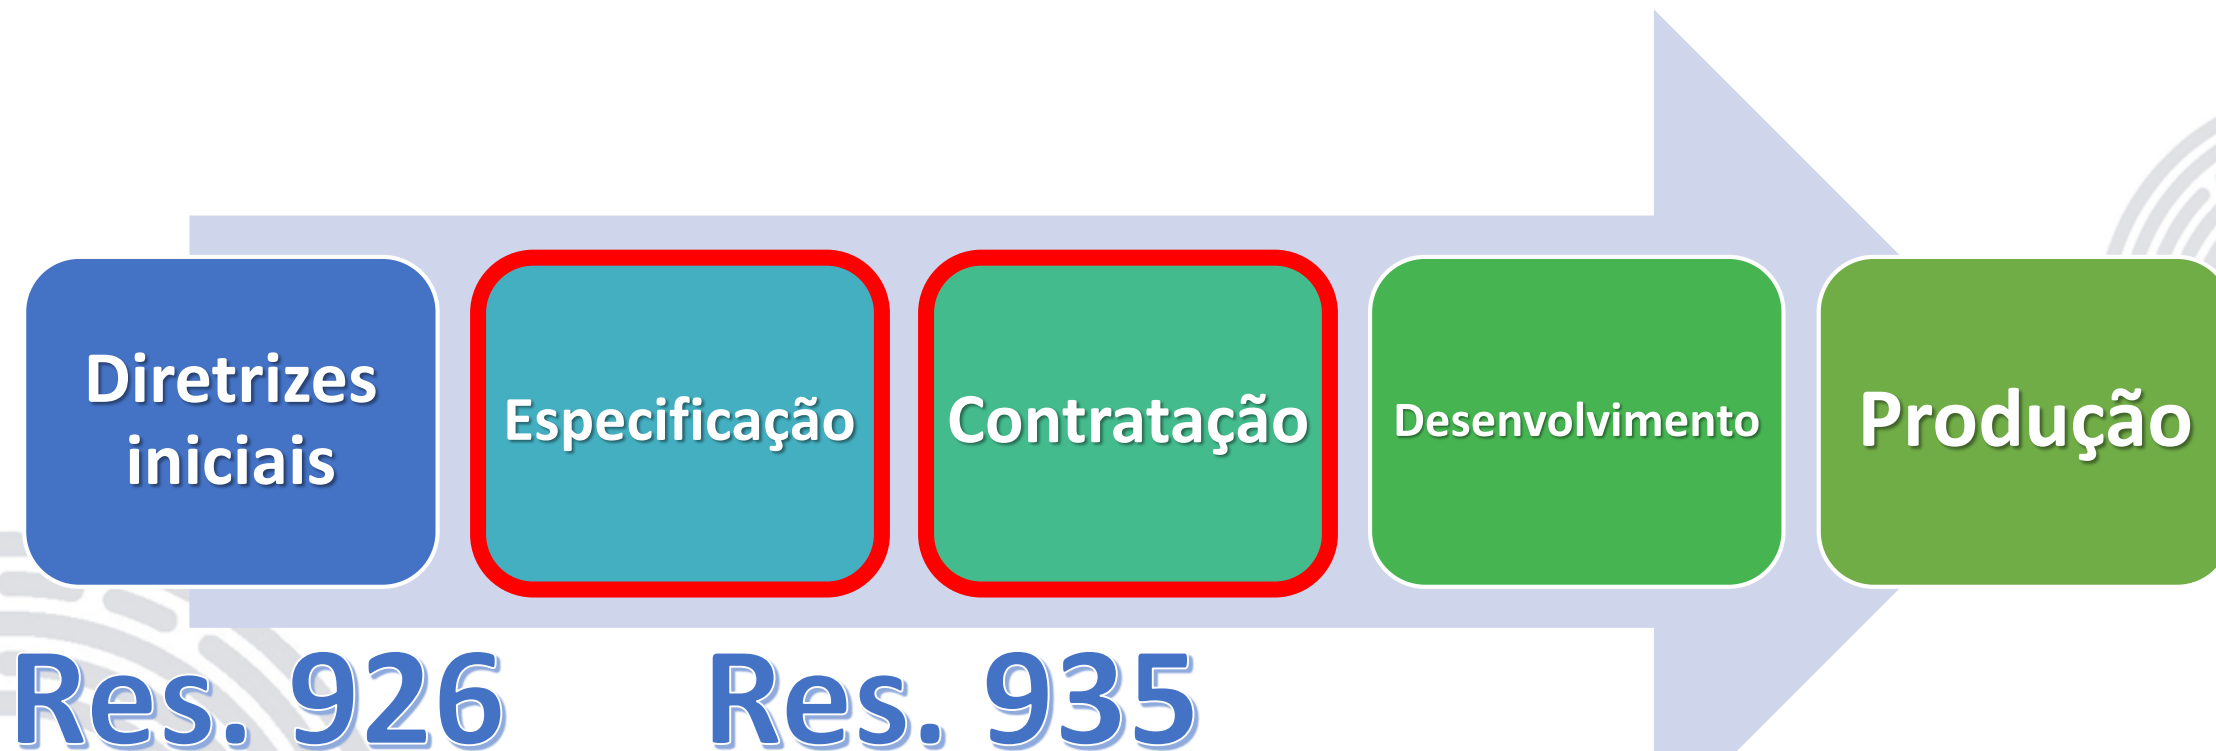 Diretrizes
iniciais
Especificação
Contratação
Desenvolvimento
Produção
Res. 926
Res. 935